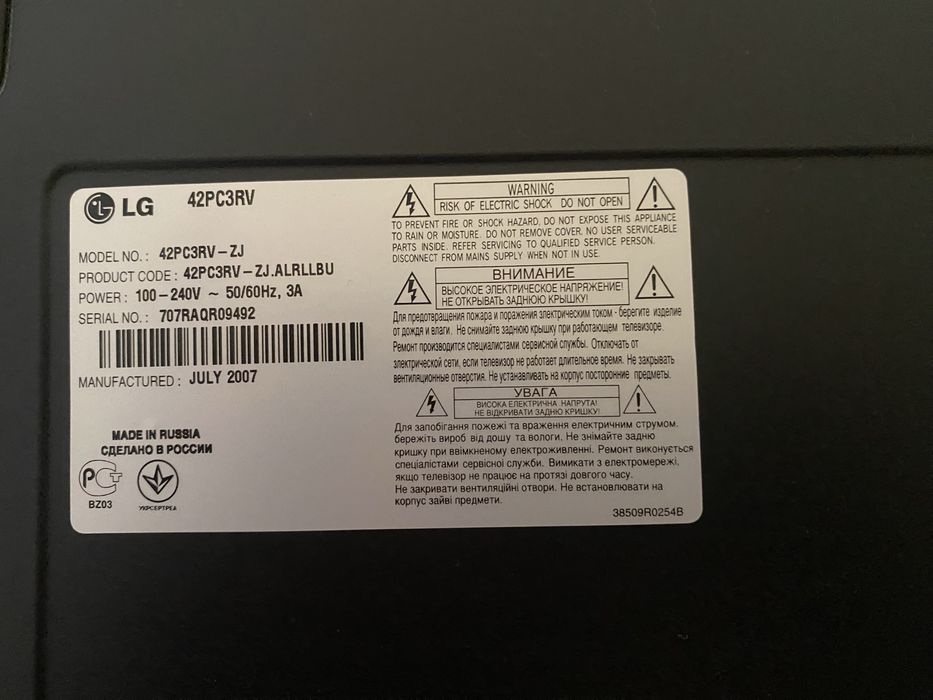 LG 42PC3RV
MODEL NO. : 42PC3RV-ZJ
PRODUCT CODE : 42PC3RV-ZJ.ALRLLBU
POWER : 100-240V ~ 50/60Hz, 3A
SERIAL NO. : 707RAQR09492
MANUFACTURED : JULY 2007
MADE IN RUSSIA
СДЕЛАНО В РОССИИ
BZ03
УКРСЕРТРЕА
WARNING
RISK OF ELECTRIC SHOCK DO NOT OPEN
TO PREVENT FIRE OR SHOCK HAZARD, DO NOT EXPOSE THIS APPLIANCE
TO RAIN OR MOISTURE. DO NOT REMOVE COVER. NO USER SERVICEABLE
PARTS INSIDE. REFER SERVICING TO QUALIFIED SERVICE PERSON.
DISCONNECT FROM MAINS SUPPLY WHEN NOT IN USE.
ВНИМАНИЕ
ВЫСОКОЕ ЭЛЕКТРИЧЕСКОЕ НАПРЯЖЕНИЕ!
НЕ ОТКРЫВАТЬ ЗАДНЮЮ КРЫШКУ!
Для предотвращения пожара и поражения электрическим током - берегите изделие
от дождя и влаги. Не снимайте заднюю крышку при работающем телевизоре.
Ремонт производится специалистами сервисной службы. Отключать от
электрической сети, если телевизор не работает длительное время. Не закрывать
вентиляционные отверстия. Не устанавливать на корпус посторонние предметы.
УВАГА
ВИСОКА ЕЛЕКТРИЧНА НАПРУГА!
НЕ ВІДКРИВАТИ ЗАДНЮ КРИШКУ!
Для запобігання пожежі та враження електричним струмом.
бережіть виріб від дощу та вологи. Не знімайте задню
кришку при ввімкненому електроживленні. Ремонт виконується
спеціалістами сервісної служби. Вимикати з електромережі,
якщо телевізор не працює на протязі довгого часу.
Не закривати вентиляційні отвори. Не встановлювати на
корпус зайві предмети.
38509R0254B